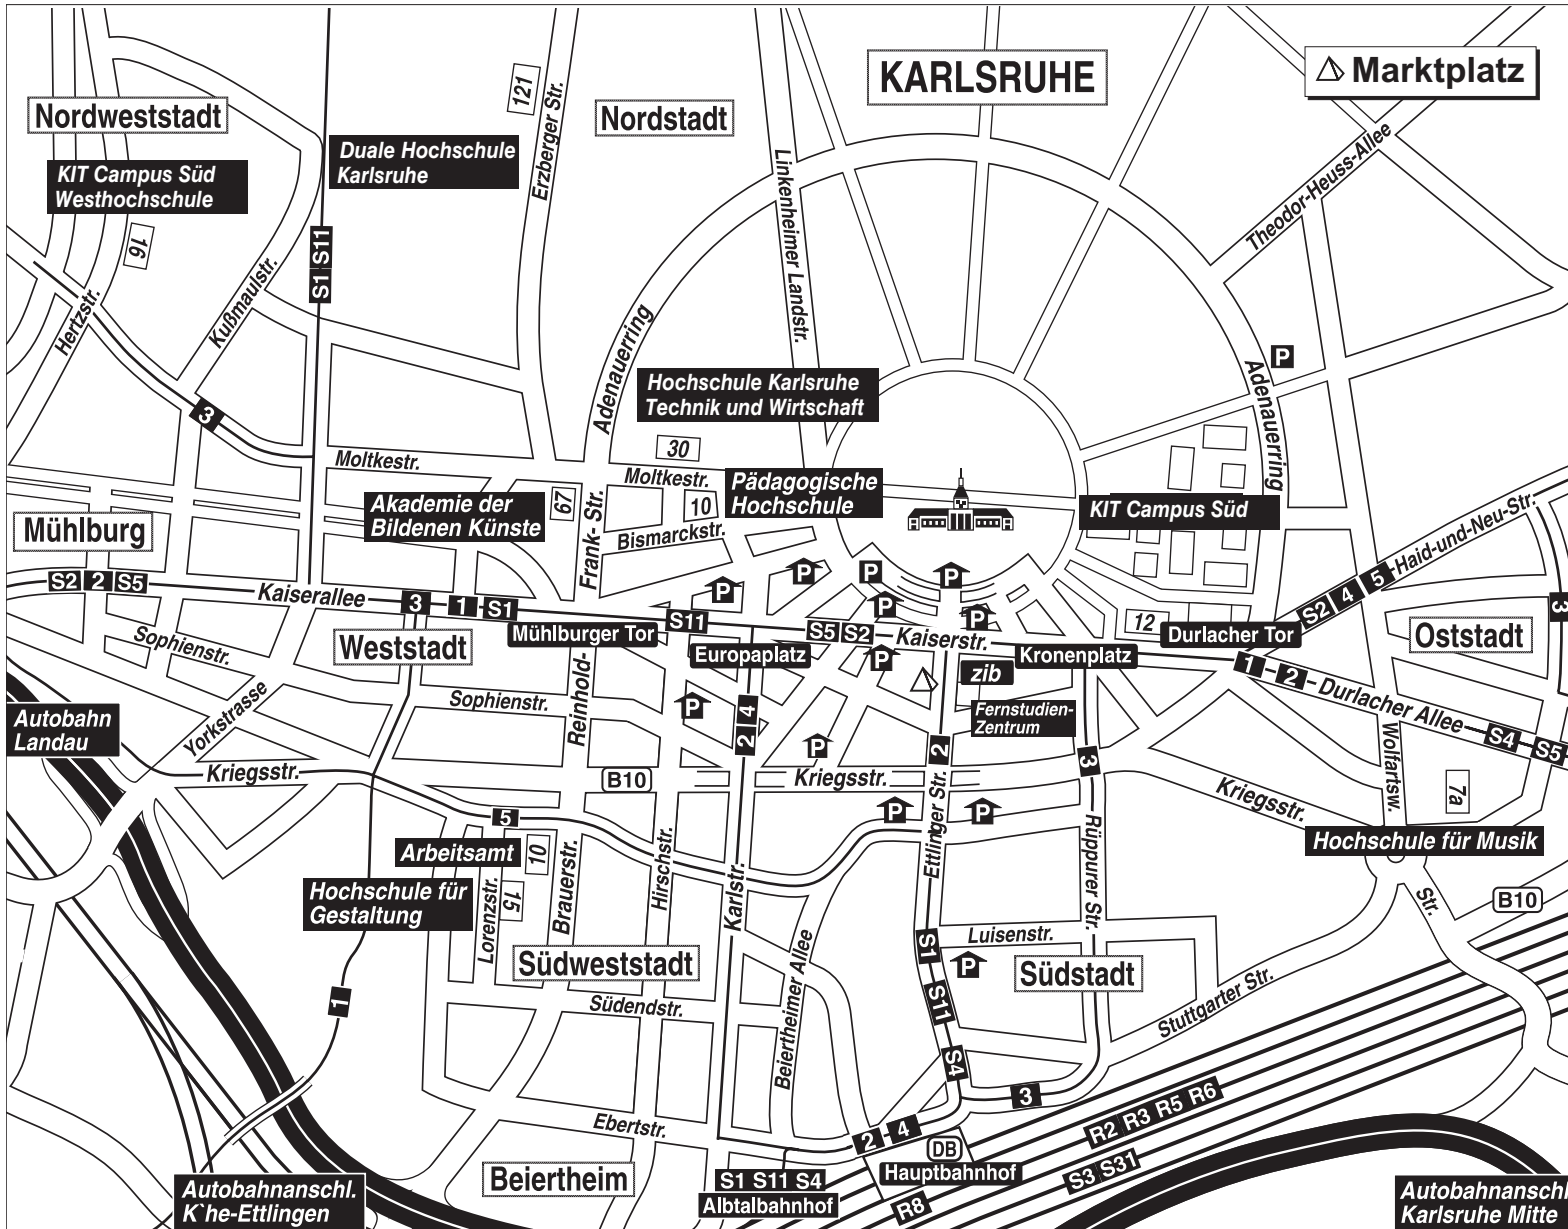 KARLSRUHE
Marktplatz
Nordweststadt
Nordstadt
121
Erzberger Str.
KIT Campus Süd
Westhochschule
Duale Hochschule
Karlsruhe
Linkenheimer Landstr.
Theodor-Heuss-Allee
16
S1 S11
Hertzstr.
Kußmaulstr.
Adenauerring
P
Adenauerring
Hochschule Karlsruhe
Technik und Wirtschaft
3
30
Moltkestr.
Moltkestr.
Pädagogische
Hochschule
Akademie der
Bildenen Künste
67
10
Bismarckstr.
Frank- Str.
KIT Campus Süd
Mühlburg
Haid-und-Neu-Str.
S2 4 5
S2 2 S5
Kaiserallee
3
1 S1
P
P
P
P
P
P
S11
S5 S2
Kaiserstr.
12
Mühlburger Tor
Europaplatz
P
Kronenplatz
Durlacher Tor
Oststadt
3
Sophienstr.
Weststadt
zib
Fernstudien-
Zentrum
1 2
Durlacher Allee
S4 S5
Sophienstr.
Reinhold-
P
2 4
P
2
3
Wolfartsw.
Autobahn
Landau
Yorkstrasse
Kriegsstr.
B10
Kriegsstr.
Kriegsstr.
7a
5
P
P
Ettlinger Str.
Rüppurer Str.
Hochschule für Musik
Arbeitsamt
10
Brauerstr.
Hirschstr.
Karlstr.
Hochschule für
Gestaltung
Lorenzstr.
15
Str.
B10
Südweststadt
Beiertheimer Allee
S1
Luisenstr.
P
Südstadt
1
Südendstr.
S11
Stuttgarter Str.
S4
3
Ebertstr.
2 4
R2 R3 R5 R6
DB
Hauptbahnhof
S3 S31
Beiertheim
S1 S11 S4
Albtalbahnhof
R8
Autobahnanschl.
K`he-Ettlingen
Autobahnanschl
Karlsruhe Mitte